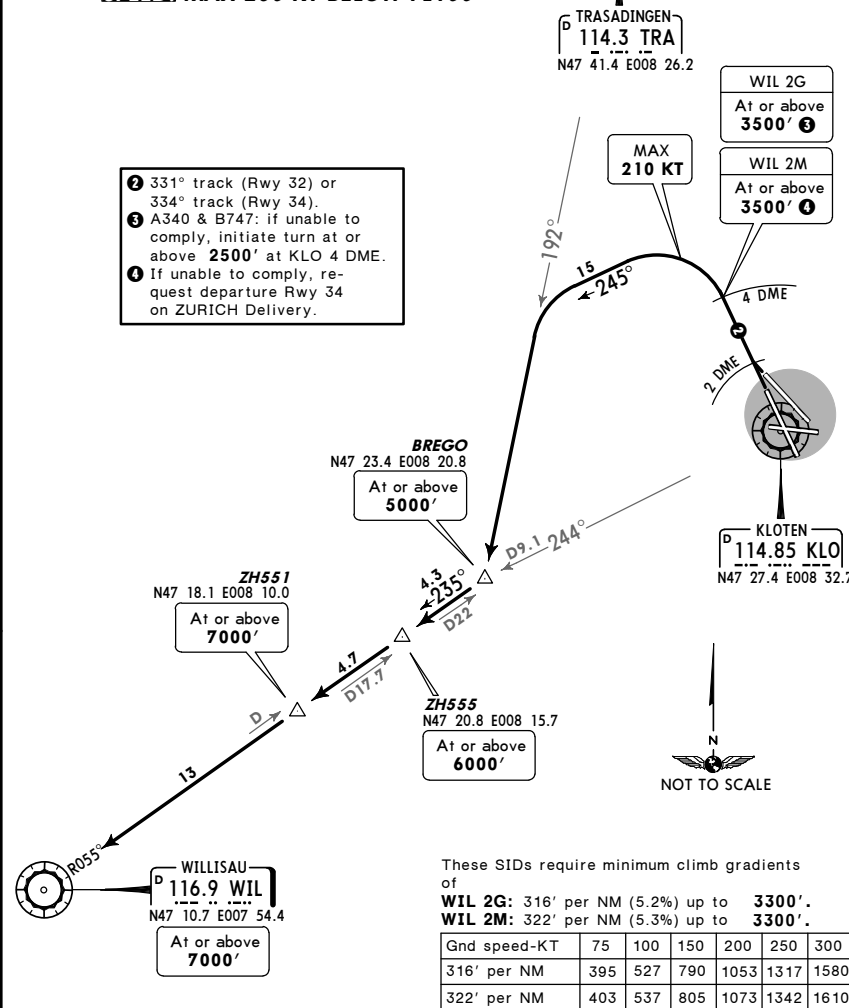 TRASADINGEN
D 114.3 TRA
N47 41.4 E008 26.2
WIL 2G
At or above
3500' ❸
WIL 2M
At or above
3500' ❹
MAX
210 KT
❷ 331° track (Rwy 32) or
334° track (Rwy 34).
❸ A340 & B747: if unable to
comply, initiate turn at or
above 2500' at KLO 4 DME.
❹ If unable to comply, re-
quest departure Rwy 34
on ZURICH Delivery.
192°
15
245°
4 DME
❷
2 DME
BREGO
N47 23.4 E008 20.8
At or above
5000'
D9.1 244°
KLOTEN
D 114.85 KLO
N47 27.4 E008 32.7
4.3
235°
D22
ZH551
N47 18.1 E008 10.0
At or above
7000'
4.7
D17.7
ZH555
N47 20.8 E008 15.7
At or above
6000'
D
13
R055°
N
NOT TO SCALE
WILLISAU
D 116.9 WIL
N47 10.7 E007 54.4
At or above
7000'
These SIDs require minimum climb gradients
of
WIL 2G: 316' per NM (5.2%) up to 3300'.
WIL 2M: 322' per NM (5.3%) up to 3300'.
Gnd speed-KT 75 100 150 200 250 300
316' per NM 395 527 790 1053 1317 1580
322' per NM 403 537 805 1073 1342 1610